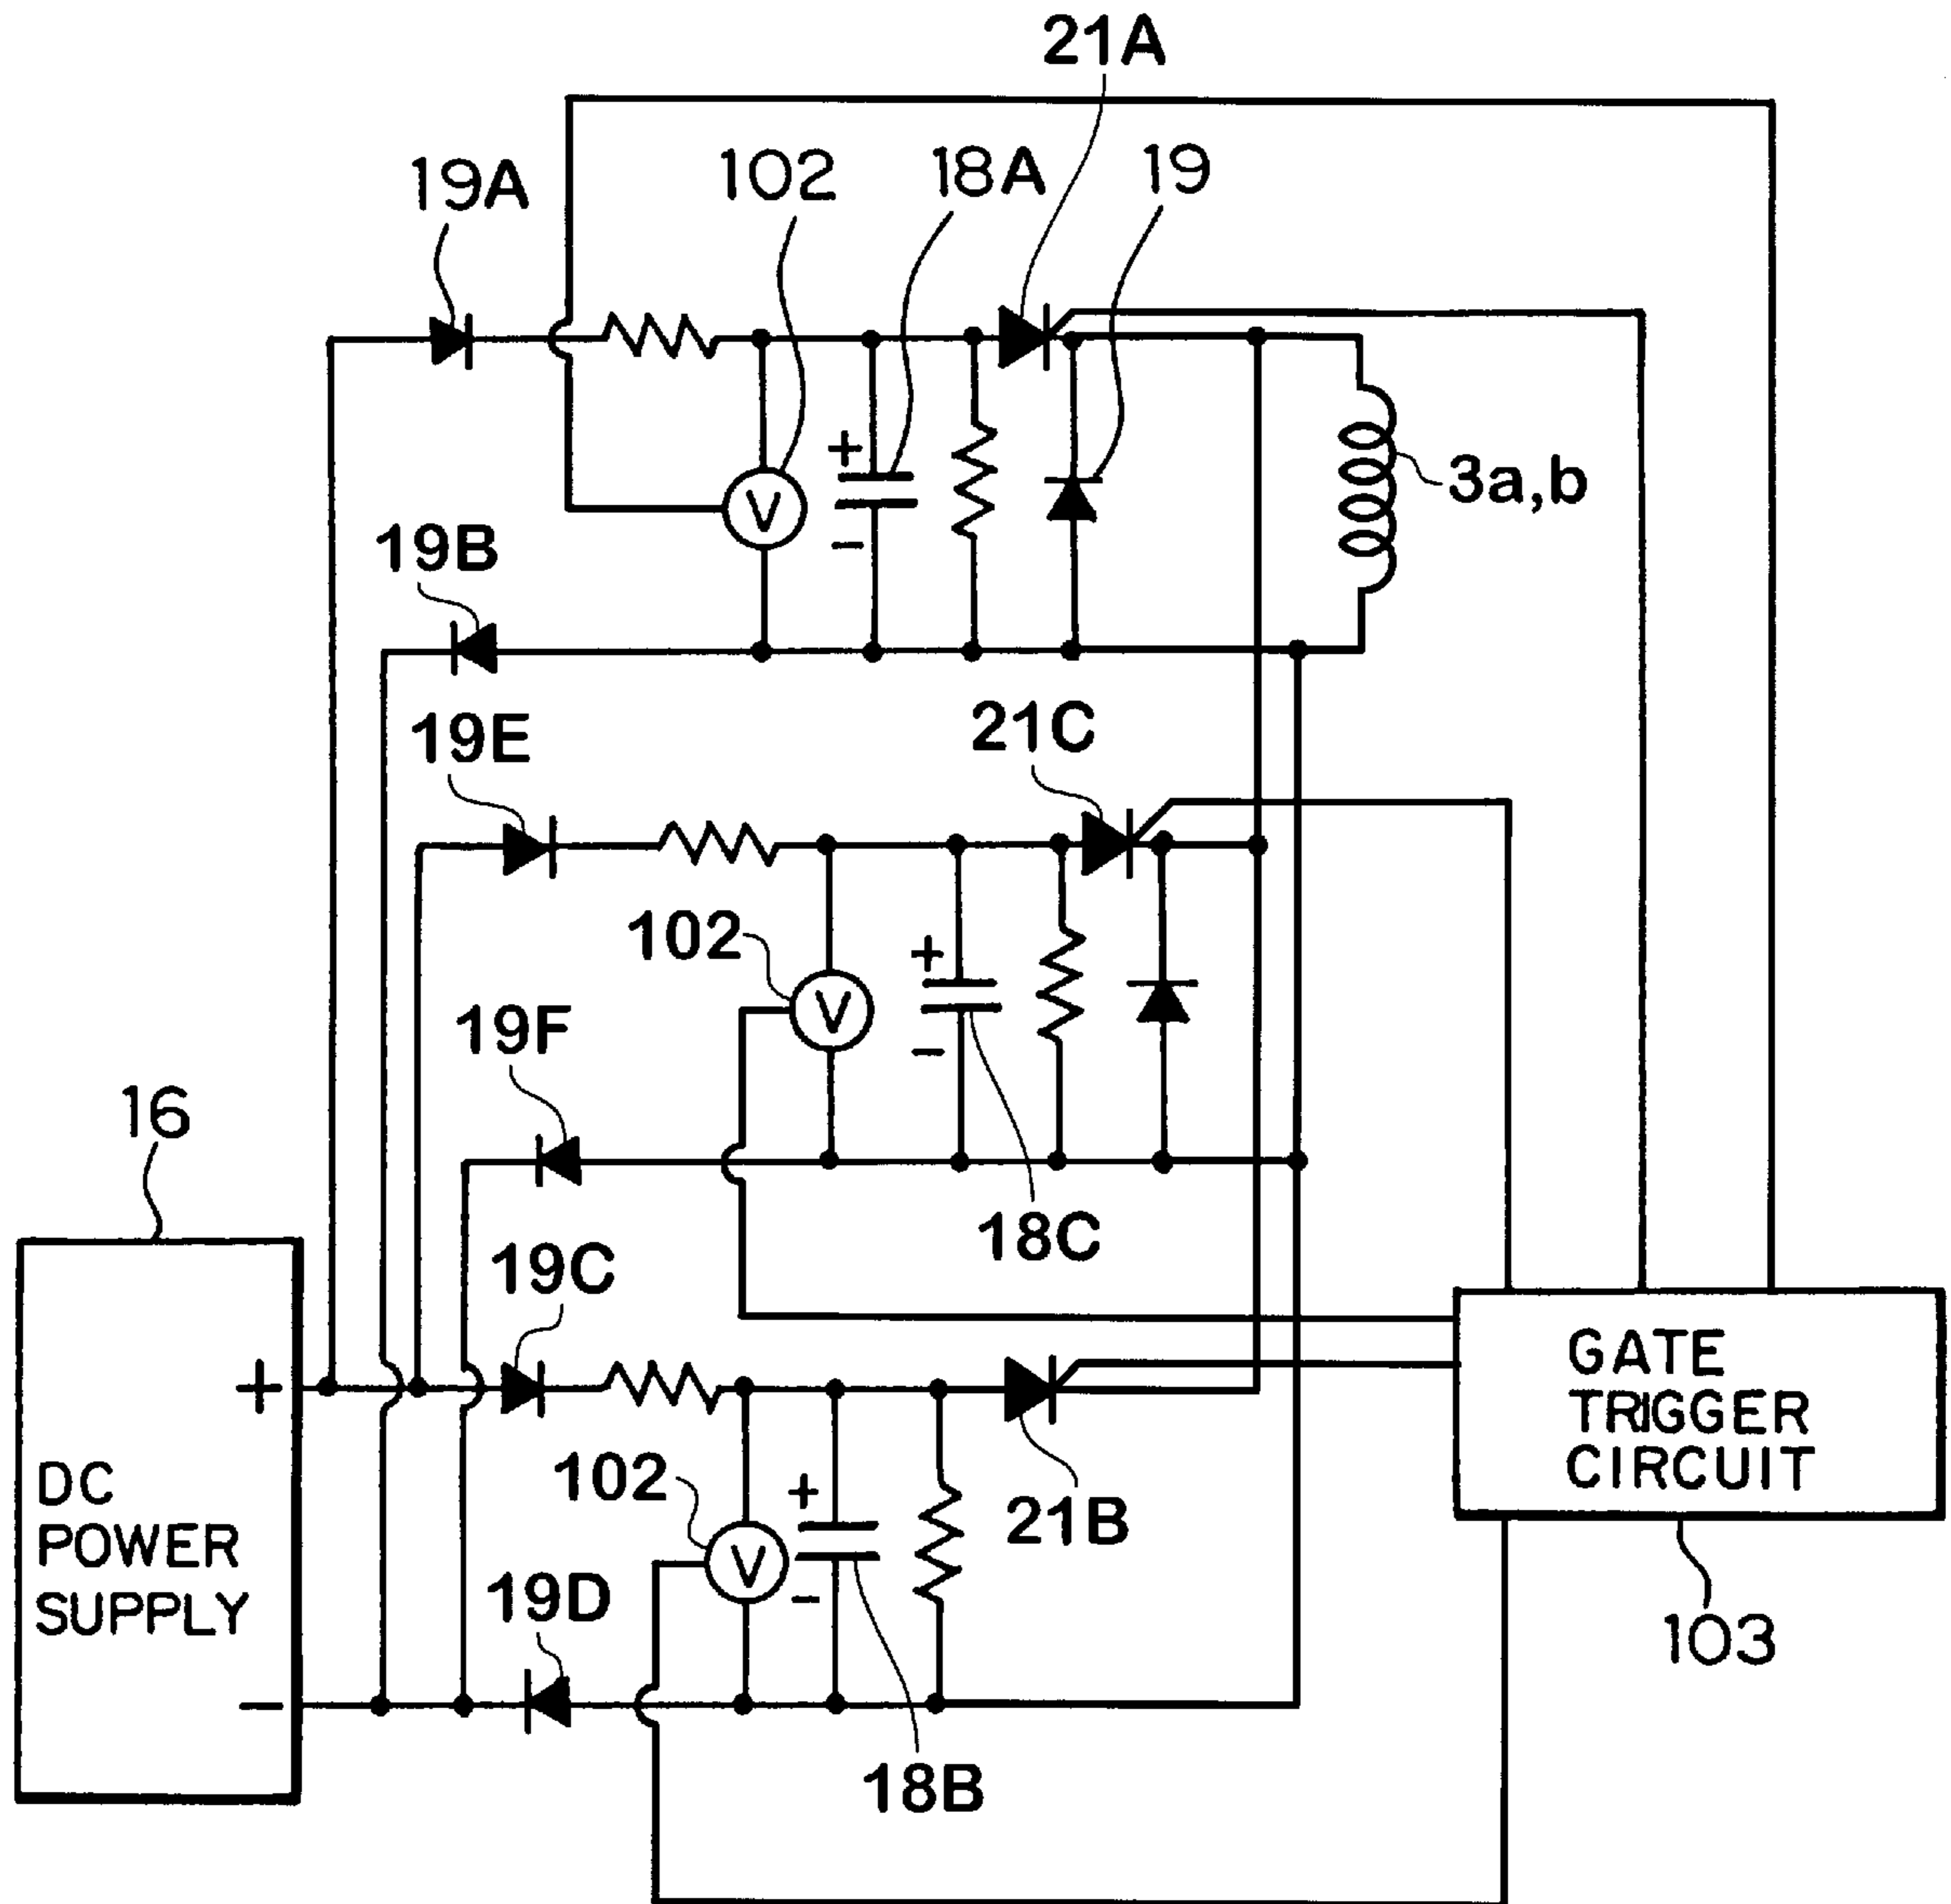 21A
19A
102
18A
19
+
V
3a,b
-
19B
19E
21C
102
+
V
19F
-
16
18C
19C
+
GATE
TRIGGER
CIRCUIT
DC
POWER
SUPPLY
102
+
V
21B
-
19D
103
-
18B